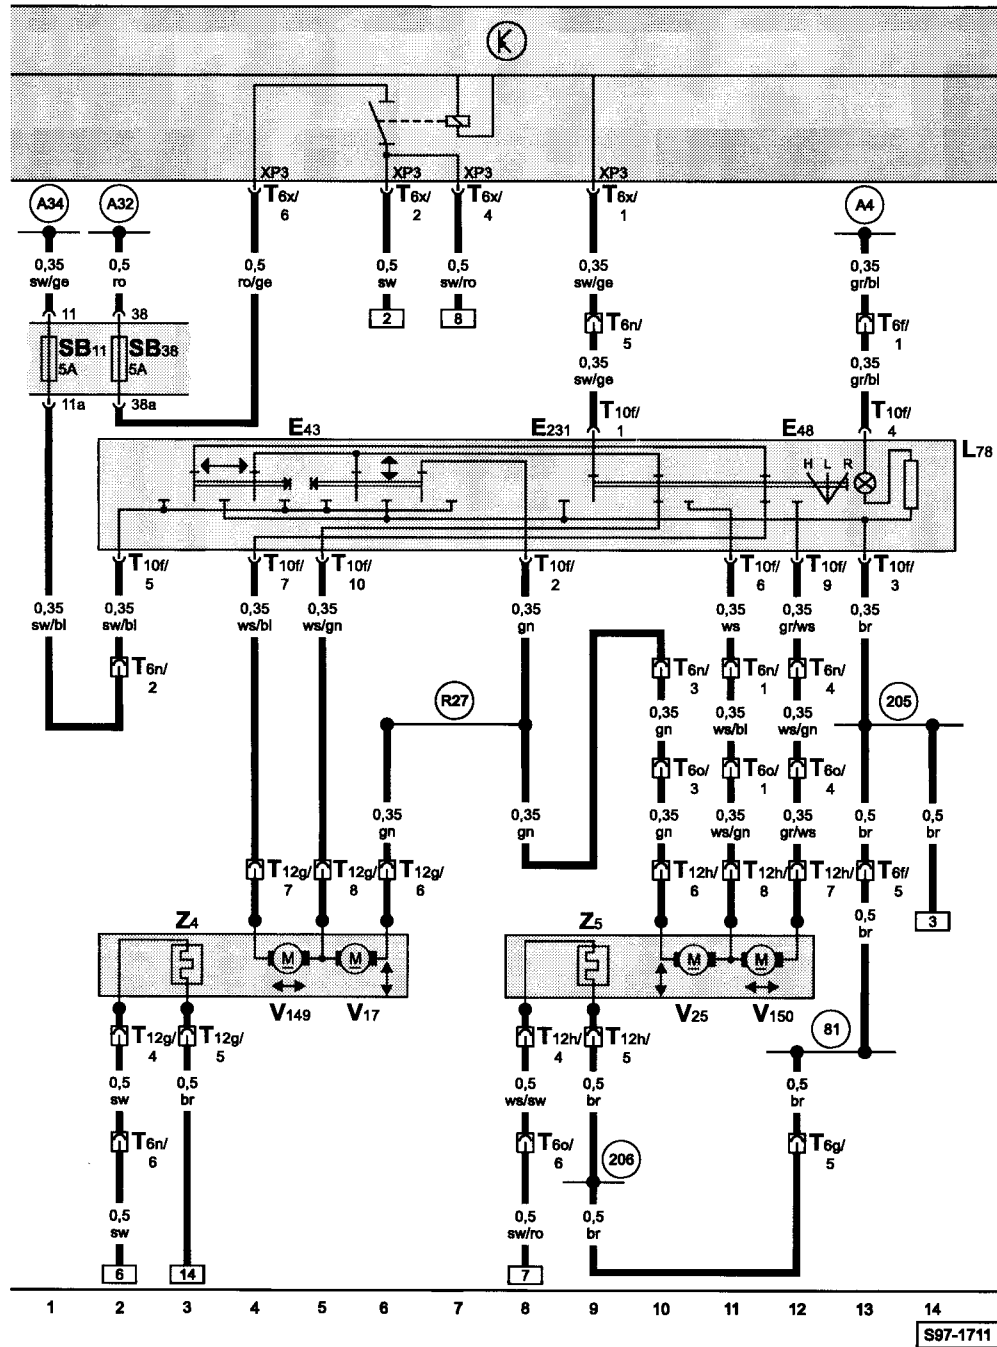 K
XP3 XP3 XP3 XP3
T6x/ 6 T6x/ 2 T6x/ 4 T6x/ 1
A34 A32 A4
0,35 sw/ge 0,5 ro 0,5 ro/ge 0,5 sw 0,5 sw/ro 0,35 sw/ge 0,35 gr/bl
11 38 2 8 T6n/ 5 T6f/ 1
SB11 5A SB38 5A
0,35 sw/ge 0,35 gr/bl
11a 38a
T10f/ 1 T10f/ 4
E43 E231 E48 L78
H L R
T10f/ 5 T10f/ 7 T10f/ 10 T10f/ 2 T10f/ 6 T10f/ 9 T10f/ 3
0,35 sw/bl 0,35 sw/bl 0,35 ws/bl 0,35 ws/gn 0,35 gn 0,35 ws 0,35 gr/ws 0,35 br
T6n/ 2 T6n/ 3 T6n/ 1 T6n/ 4
R27 205
0,35 gn 0,35 ws/bl 0,35 ws/gn
T6o/ 3 T6o/ 1 T6o/ 4
0,35 gn 0,35 gn 0,35 gn 0,35 ws/gn 0,35 gr/ws 0,5 br 0,5 br
T12g/ 7 T12g/ 8 T12g/ 6 T12h/ 6 T12h/ 8 T12h/ 7 T6f/ 5
Z4 Z5 0,5 br 3
M M M M
V149 V17 V25 V150
T12g/ 4 T12g/ 5 T12h/ 4 T12h/ 5 81
0,5 sw 0,5 br 0,5 ws/sw 0,5 br 0,5 br
T6n/ 6 T6o/ 6 206 T6g/ 5
0,5 sw 0,5 sw/ro 0,5 br
6 14 7
1 2 3 4 5 6 7 8 9 10 11 12 13 14
S97-1711